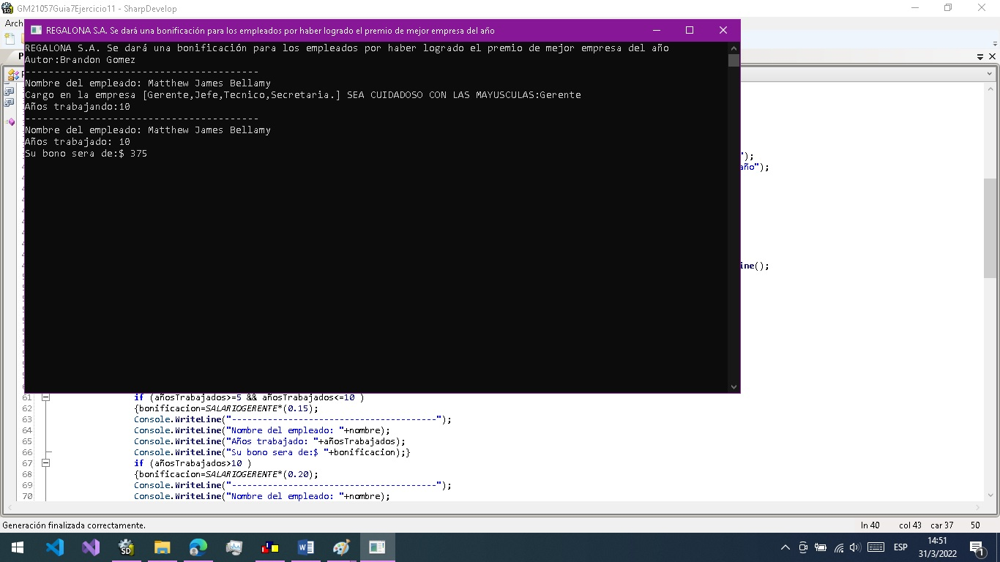 GM21057Guia7Ejercicio11 - SharpDevelop
Arch
REGALONA S.A. Se dará una bonificación para los empleados por haber logrado el premio de mejor empresa del año
REGALONA S.A. Se dará una bonificación para los empleados por haber logrado el premio de mejor empresa del año
Autor:Brandon Gomez
----------------------------------------
Nombre del empleado: Matthew James Bellamy
Cargo en la empresa [Gerente,Jefe,Tecnico,Secretaria.] SEA CUIDADOSO CON LAS MAYUSCULAS:Gerente
Años trabajando:10
----------------------------------------
Nombre del empleado: Matthew James Bellamy
Años trabajado: 10
Su bono sera de:$ 375
");
año");
ine();
61 if (añosTrabajados>=5 && añosTrabajados<=10 )
62 {bonificacion=SALARIOGERENTE*(0.15);
63 Console.WriteLine("----------------------------------------");
64 Console.WriteLine("Nombre del empleado: "+nombre);
65 Console.WriteLine("Años trabajado: "+añosTrabajados);
66 Console.WriteLine("Su bono sera de:$ "+bonificacion);}
67 if (añosTrabajados>10 )
68 {bonificacion=SALARIOGERENTE*(0.20);
69 Console.WriteLine("----------------------------------------");
70 Console.WriteLine("Nombre del empleado: "+nombre);
Generación finalizada correctamente.
ln 40 col 43 car 37 50
SD
ESP
14:51
31/3/2022
1